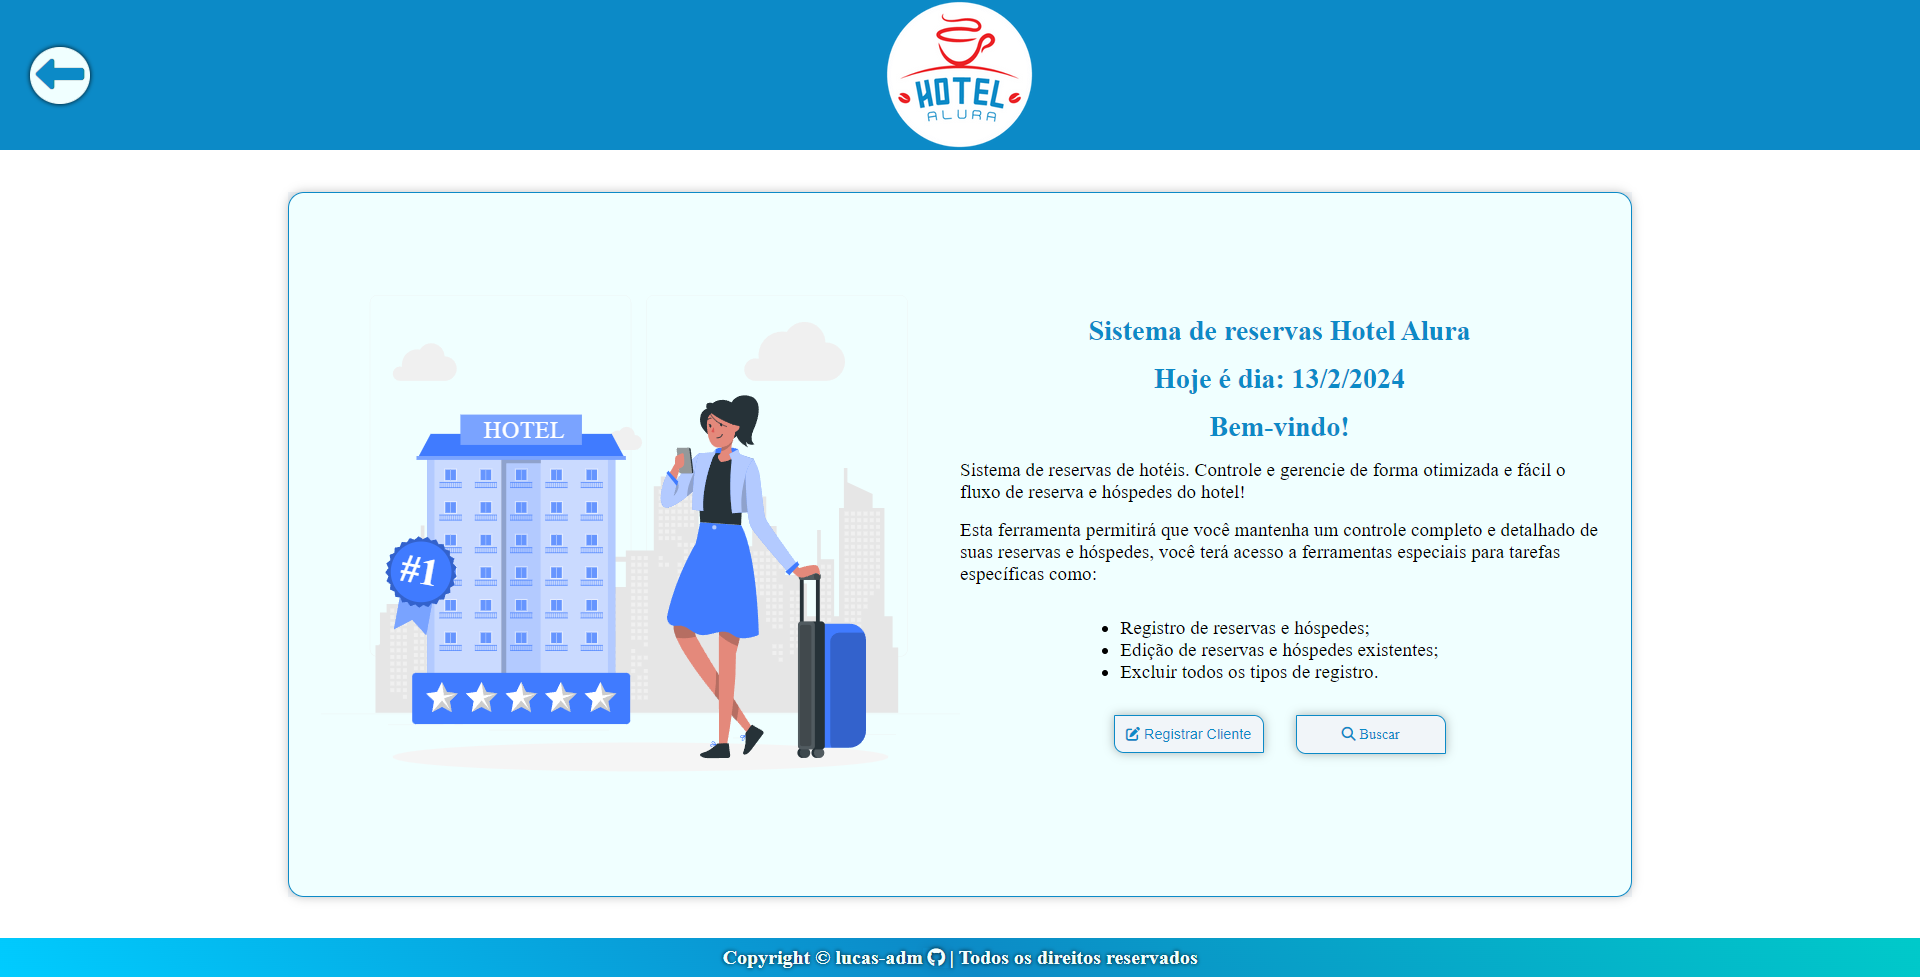 HOTEL
ALURA
HOTEL
#1
Sistema de reservas Hotel Alura
Hoje é dia: 13/2/2024
Bem-vindo!
Sistema de reservas de hotéis. Controle e gerencie de forma otimizada e fácil o
fluxo de reserva e hóspedes do hotel!
Esta ferramenta permitirá que você mantenha um controle completo e detalhado de
suas reservas e hóspedes, você terá acesso a ferramentas especiais para tarefas
específicas como:
• Registro de reservas e hóspedes;
• Edição de reservas e hóspedes existentes;
• Excluir todos os tipos de registro.
Registrar Cliente
Buscar
Copyright © lucas-adm | Todos os direitos reservados